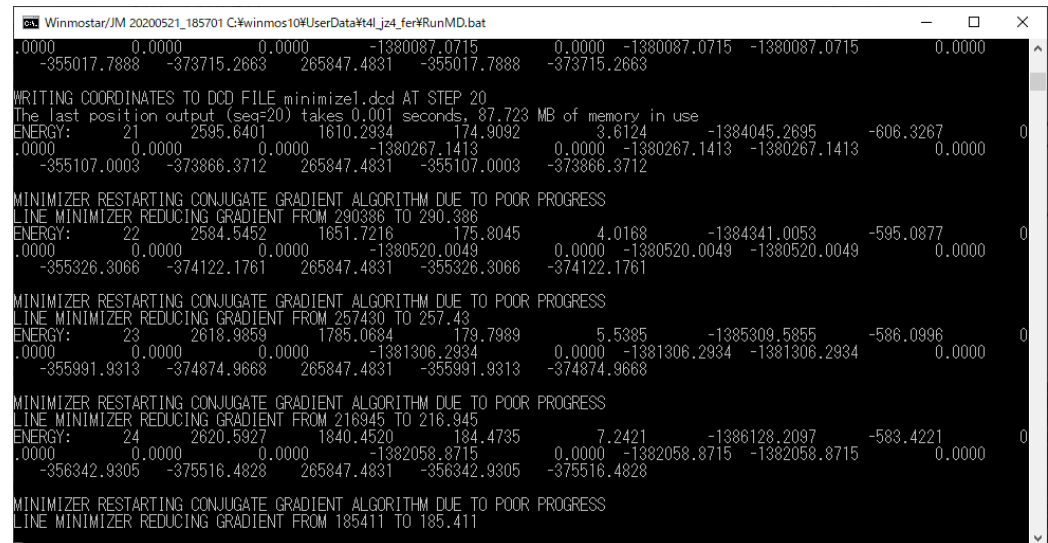 Winmostar/JM 20200521_185701 C:¥winmos10¥UserData¥t4l_jz4_fer¥RunMD.bat
.0000 0.0000 0.0000 -1380087.0715 0.0000 -1380087.0715 -1380087.0715 0.0000
-355017.7888 -373715.2663 265847.4831 -355017.7888 -373715.2663
WRITING COORDINATES TO DCD FILE minimize1.dcd AT STEP 20
The last position output (seq=20) takes 0.001 seconds, 87.723 MB of memory in use
ENERGY: 21 2595.6401 1610.2934 174.9092 3.6124 -1384045.2695 -606.3267 0
.0000 0.0000 0.0000 -1380267.1413 0.0000 -1380267.1413 -1380267.1413 0.0000
-355107.0003 -373866.3712 265847.4831 -355107.0003 -373866.3712
MINIMIZER RESTARTING CONJUGATE GRADIENT ALGORITHM DUE TO POOR PROGRESS
LINE MINIMIZER REDUCING GRADIENT FROM 290386 TO 290.386
ENERGY: 22 2584.5452 1651.7216 175.8045 4.0168 -1384341.0053 -595.0877 0
.0000 0.0000 0.0000 -1380520.0049 0.0000 -1380520.0049 -1380520.0049 0.0000
-355326.3066 -374122.1761 265847.4831 -355326.3066 -374122.1761
MINIMIZER RESTARTING CONJUGATE GRADIENT ALGORITHM DUE TO POOR PROGRESS
LINE MINIMIZER REDUCING GRADIENT FROM 257430 TO 257.43
ENERGY: 23 2618.9859 1785.0684 179.7989 5.5385 -1385309.5855 -586.0996 0
.0000 0.0000 0.0000 -1381306.2934 0.0000 -1381306.2934 -1381306.2934 0.0000
-355991.9313 -374874.9668 265847.4831 -355991.9313 -374874.9668
MINIMIZER RESTARTING CONJUGATE GRADIENT ALGORITHM DUE TO POOR PROGRESS
LINE MINIMIZER REDUCING GRADIENT FROM 216945 TO 216.945
ENERGY: 24 2620.5927 1840.4520 184.4735 7.2421 -1386128.2097 -583.4221 0
.0000 0.0000 0.0000 -1382058.8715 0.0000 -1382058.8715 -1382058.8715 0.0000
-356342.9305 -375516.4828 265847.4831 -356342.9305 -375516.4828
MINIMIZER RESTARTING CONJUGATE GRADIENT ALGORITHM DUE TO POOR PROGRESS
LINE MINIMIZER REDUCING GRADIENT FROM 185411 TO 185.411